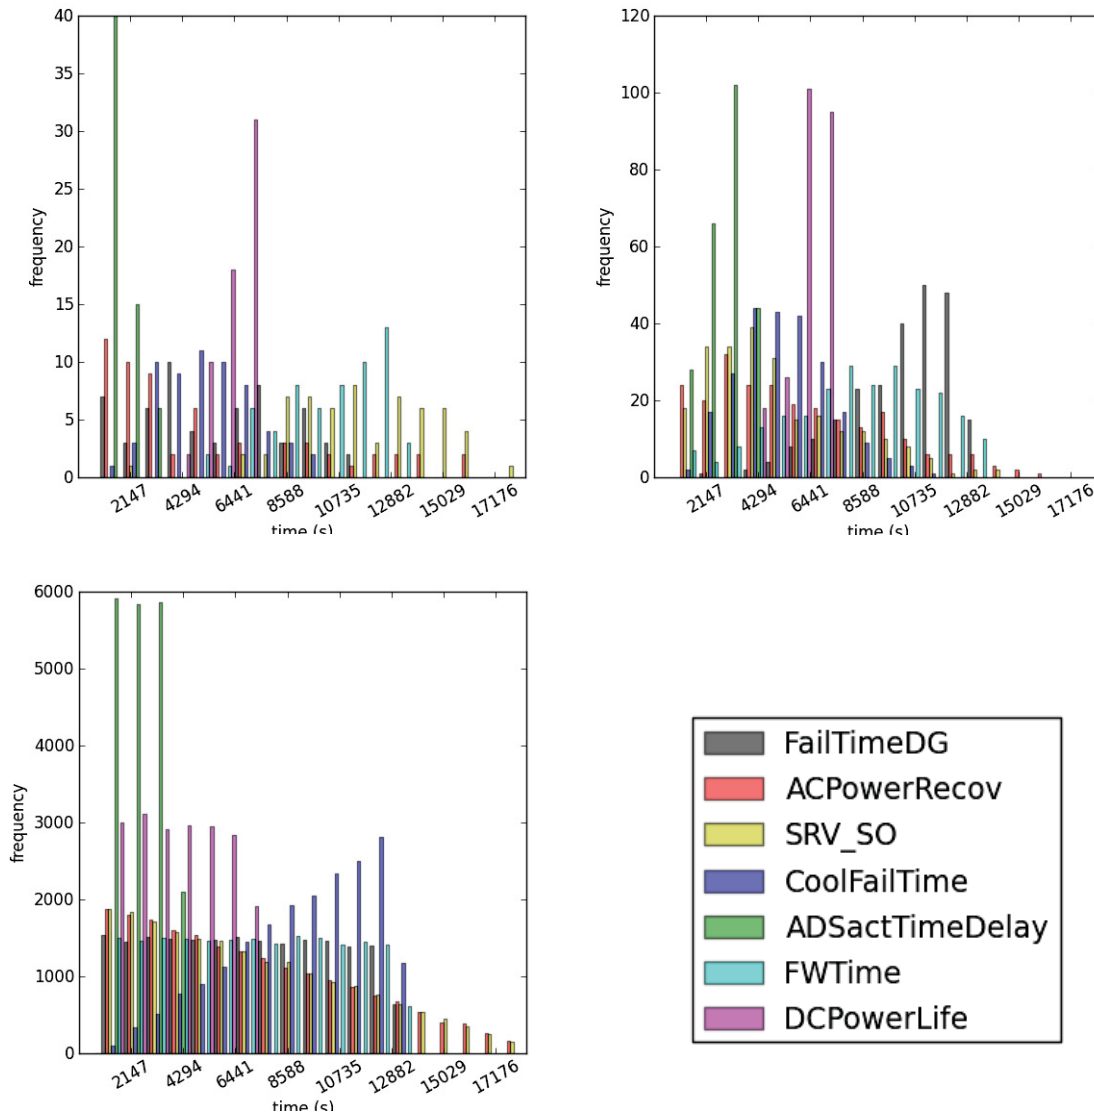 40
35
30
25
20
15
10
5
0
frequency
2147 4294 6441 8588 10735 12882 15029 17176
time (s)
120
100
80
60
40
20
0
frequency
2147 4294 6441 8588 10735 12882 15029 17176
time (s)
6000
5000
4000
3000
2000
1000
0
frequency
2147 4294 6441 8588 10735 12882 15029 17176
time (s)
FailTimeDG
ACPowerRecov
SRV_SO
CoolFailTime
ADSactTimeDelay
FWTime
DCPowerLife